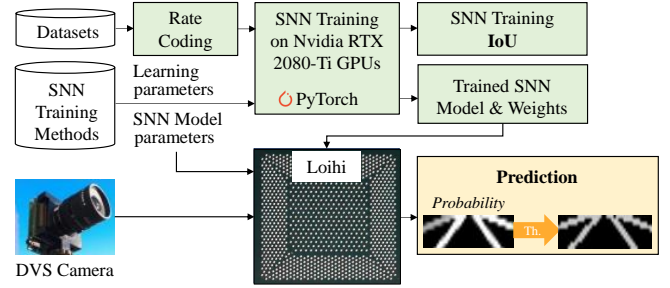 Datasets
Rate
Coding
SNN Training
on Nvidia RTX
2080-Ti GPUs
PyTorch
SNN Training
IoU
SNN
Training
Methods
Learning
parameters
SNN Model
parameters
Trained SNN
Model & Weights
Loihi
DVS Camera
Prediction
Probability
Th.